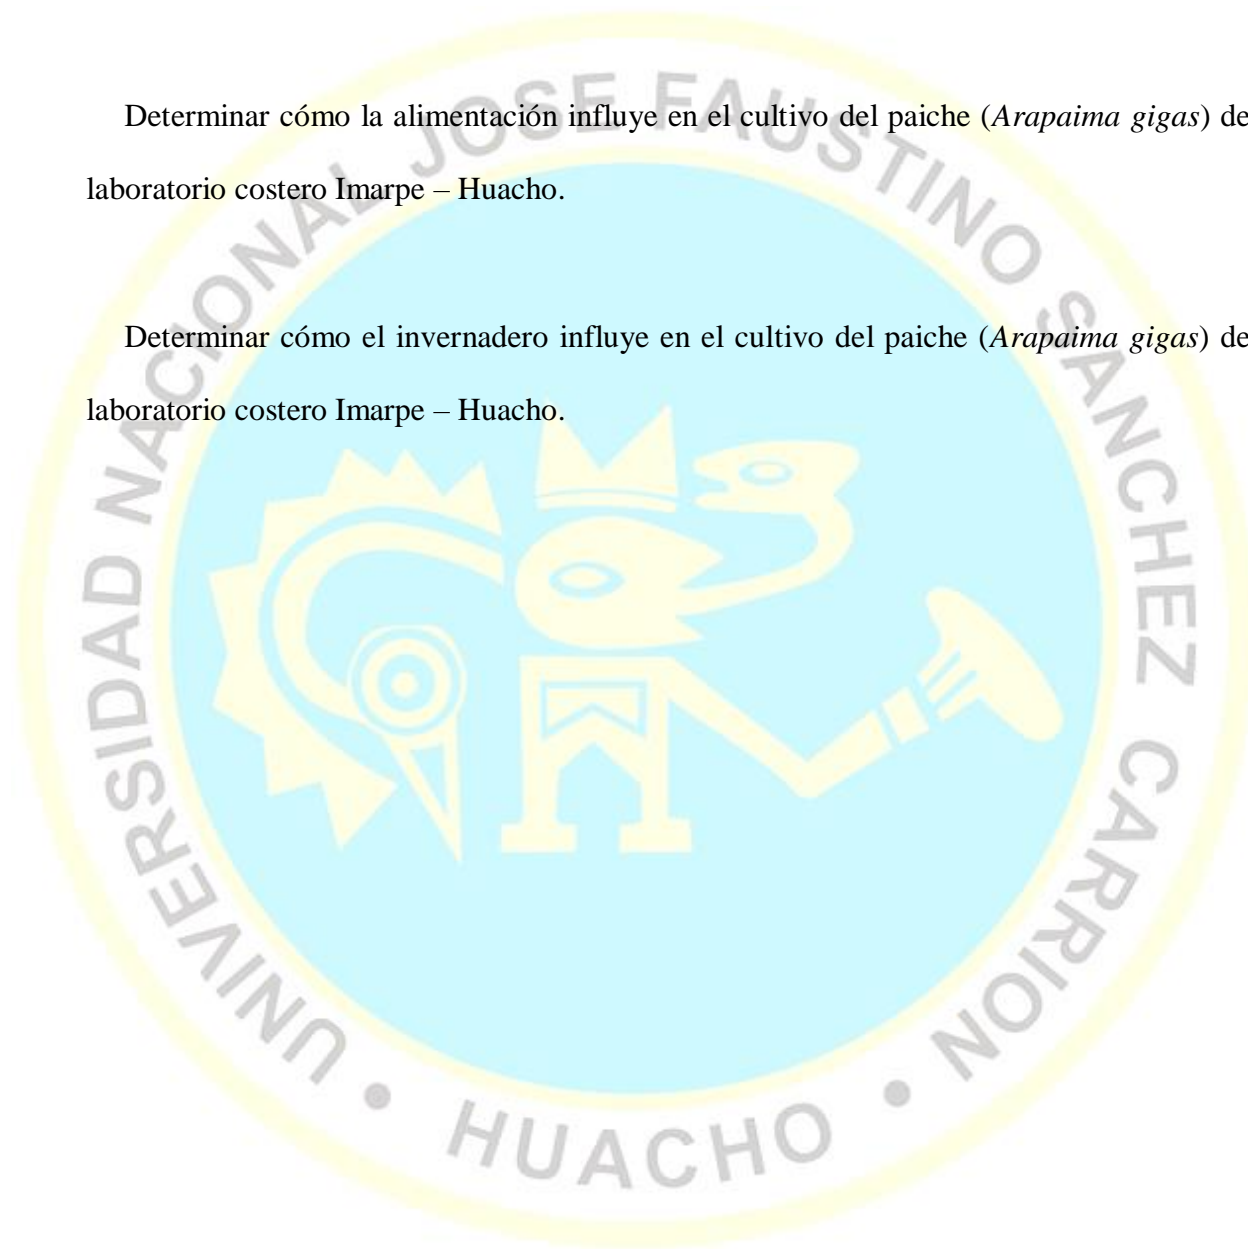 Determinar cómo la alimentación influye en el cultivo del paiche (Arapaima gigas) de
laboratorio costero Imarpe – Huacho.
Determinar cómo el invernadero influye en el cultivo del paiche (Arapaima gigas) de
laboratorio costero Imarpe – Huacho.
UNIVERSIDAD NACIONAL JOSE FAUSTINO SANCHEZ CARRION • HUACHO •